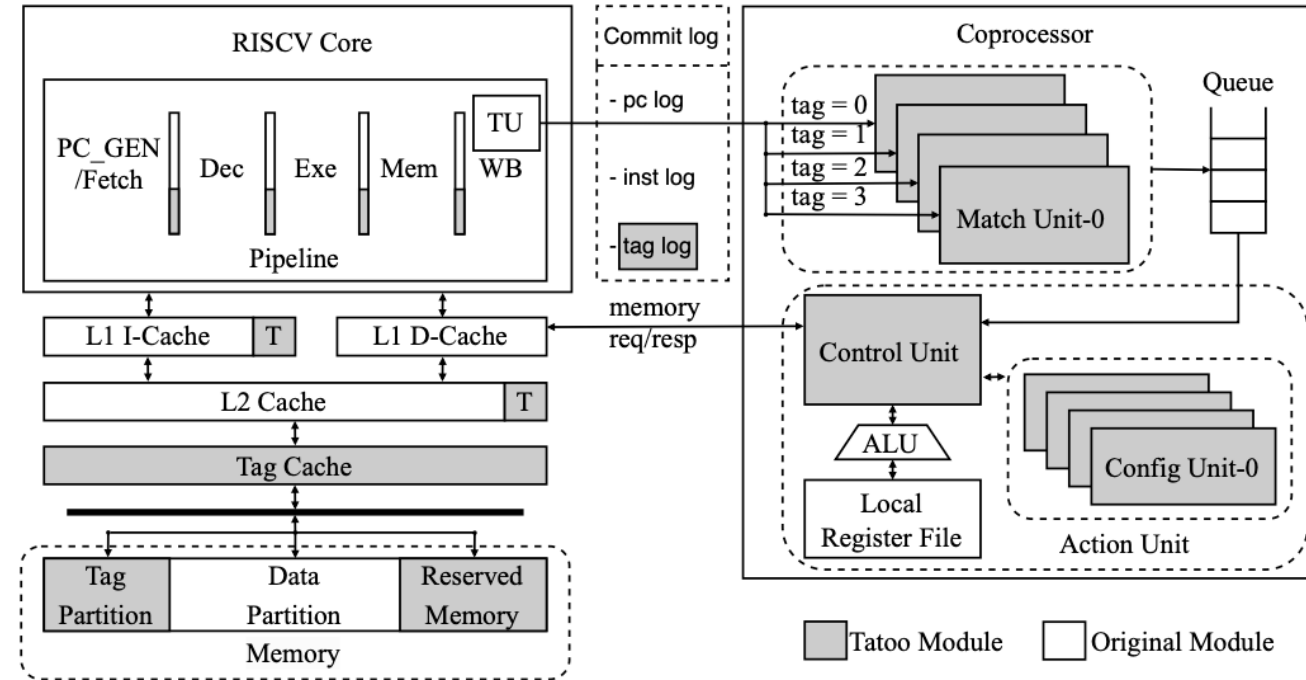 RISCV Core
PC_GEN
/Fetch
Dec
Exe
Mem
TU
WB
Pipeline
L1 I-Cache
T
L1 D-Cache
L2 Cache
T
Tag Cache
Tag
Partition
Data
Partition
Reserved
Memory
Memory
Commit log
- pc log
- inst log
- tag log
memory
req/resp
Coprocessor
tag = 0
tag = 1
tag = 2
tag = 3
Match Unit-0
Queue
Control Unit
ALU
Local
Register File
Config Unit-0
Action Unit
Tatoo Module
Original Module